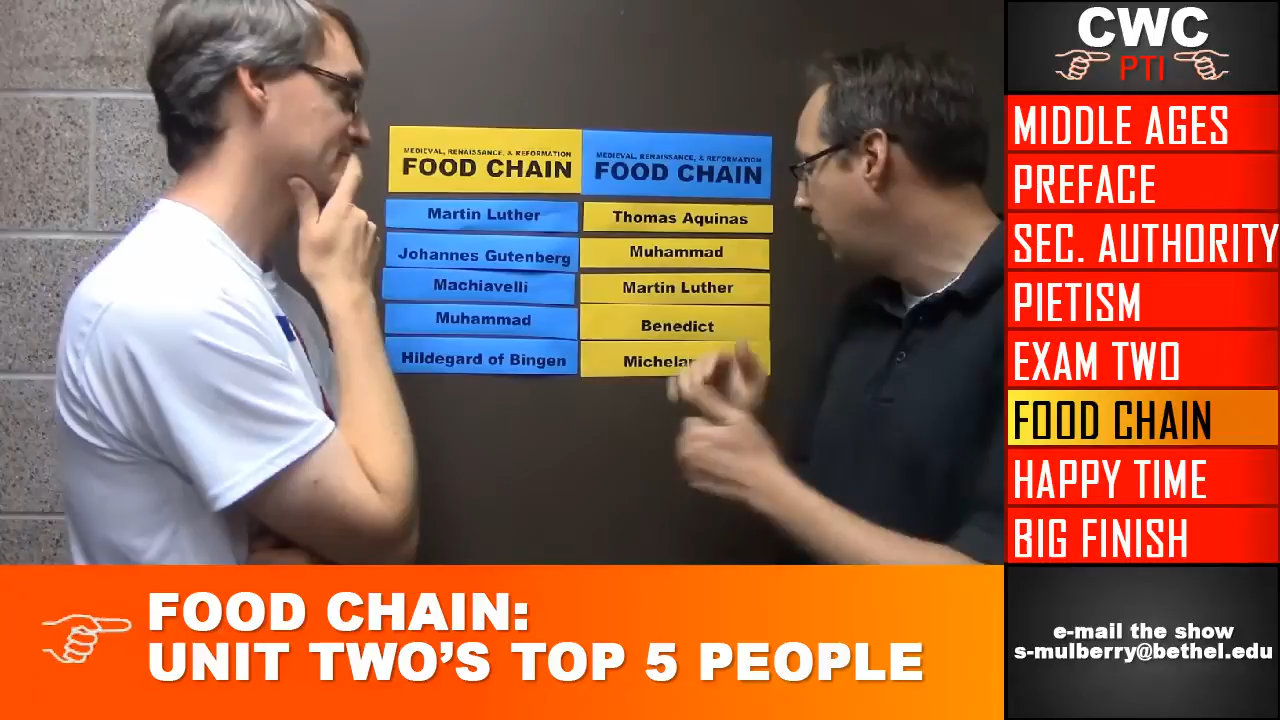 CWC
PTI
MIDDLE AGES
PREFACE
SEC. AUTHORITY
PIETISM
EXAM TWO
FOOD CHAIN
HAPPY TIME
BIG FINISH
e-mail the show
s-mulberry@bethel.edu
MEDIEVAL, RENAISSANCE, & REFORMATION
FOOD CHAIN
Martin Luther
Johannes Gutenberg
Machiavelli
Muhammad
Hildegard of Bingen
MEDIEVAL, RENAISSANCE, & REFORMATION
FOOD CHAIN
Thomas Aquinas
Muhammad
Martin Luther
Benedict
FOOD CHAIN:
UNIT TWO'S TOP 5 PEOPLE